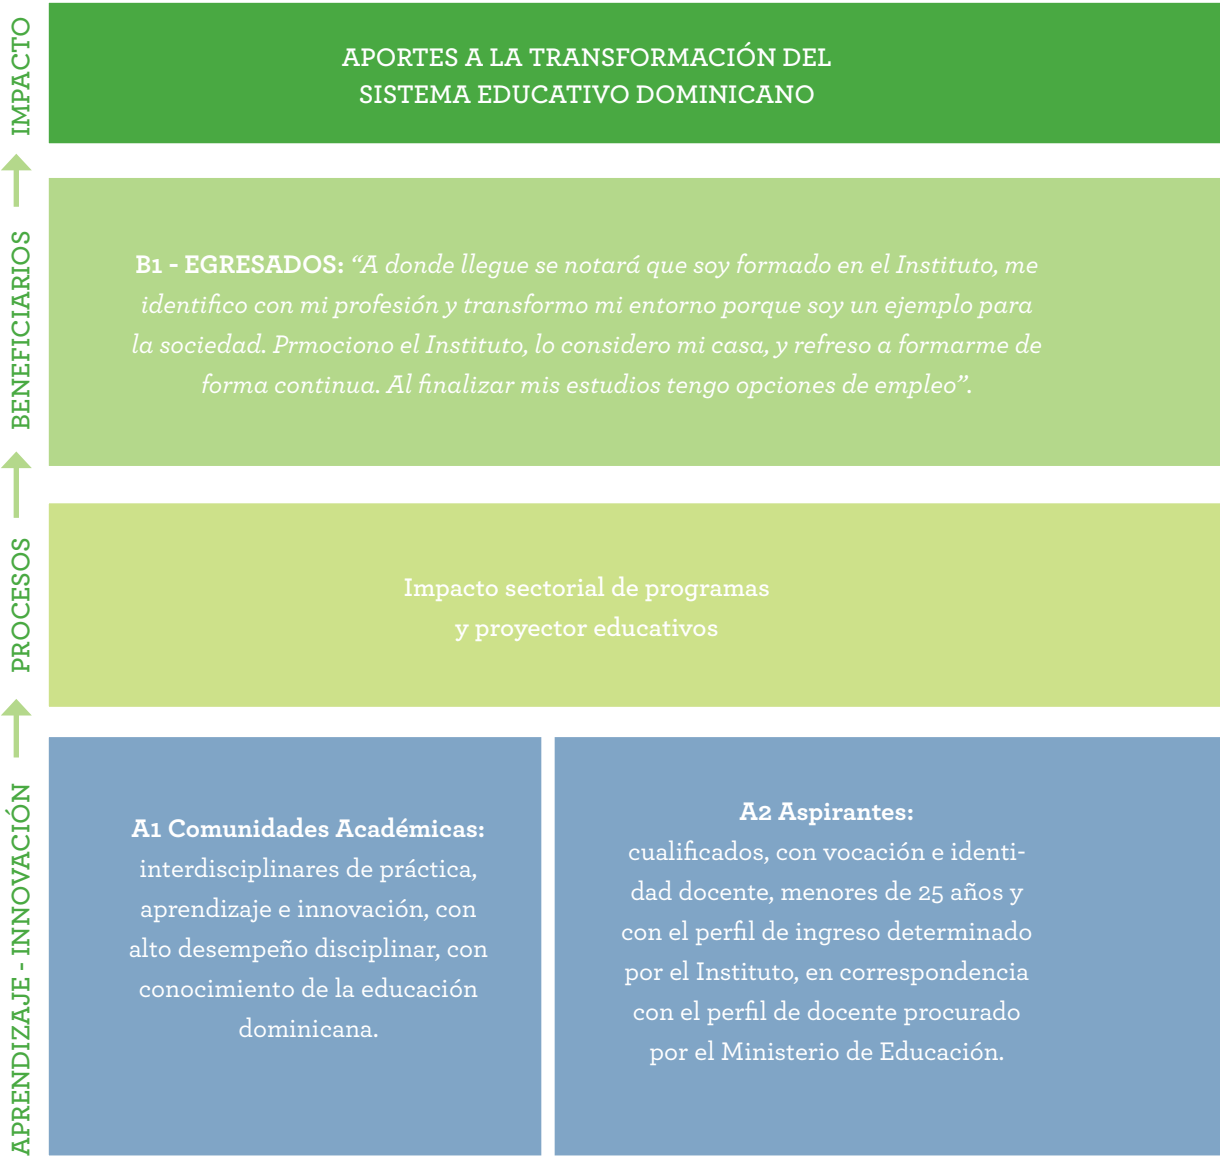 IMPACTO
APORTES A LA TRANSFORMACIÓN DEL
SISTEMA EDUCATIVO DOMINICANO
BENEFICIARIOS
B1 - EGRESADOS: “A donde llegue se notará que soy formado en el Instituto, me
identifico con mi profesión y transformo mi entorno porque soy un ejemplo para
la sociedad. Prmociono el Instituto, lo considero mi casa, y refreso a formarme de
forma continua. Al finalizar mis estudios tengo opciones de empleo”.
PROCESOS
Impacto sectorial de programas
y proyector educativos
APRENDIZAJE - INNOVACIÓN
A1 Comunidades Académicas:
interdisciplinares de práctica,
aprendizaje e innovación, con
alto desempeño disciplinar, con
conocimiento de la educación
dominicana.
A2 Aspirantes:
cualificados, con vocación e identi-
dad docente, menores de 25 años y
con el perfil de ingreso determinado
por el Instituto, en correspondencia
con el perfil de docente procurado
por el Ministerio de Educación.